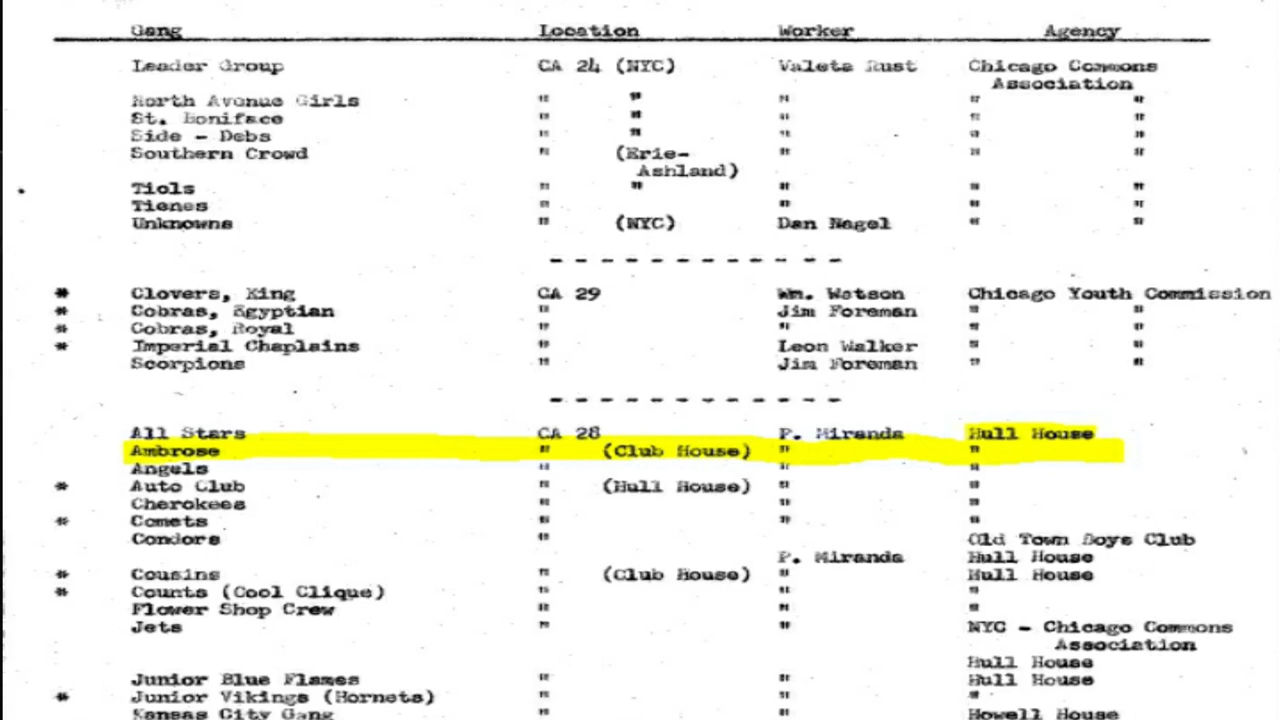 Gang Location Worker Agency
Leader Group CA 24 (NYC) Valeta Rust Chicago Commons
Association
North Avenue Girls " " " " "
St. Boniface " " " " "
Side - Debs " " " " "
Southern Crowd " (Erie- " " "
Ashland)
Tiols " " " " "
Tienes " " " "
Unknowns " (NYC) Dan Nagel " "
- - - - - - - - - - - -
* Clovers, King CA 29 Wm. Watson Chicago Youth Commission
* Cobras, Egyptian " Jim Foreman " "
* Cobras, Royal " " " "
* Imperial Chaplains " Leon Walker " "
Scorpions " Jim Foreman " "
- - - - - - - - - - - -
All Stars CA 28 P. Miranda Hull House
Ambrose " (Club House) " "
Angels " " "
* Auto Club " (Hull House) " "
Cherokees " " "
* Comets " " "
Condors " Old Town Boys Club
P. Miranda Hull House
* Cousins " (Club House) " Hull House
* Counts (Cool Clique) " " "
Flower Shop Crew " " "
Jets " " NYC - Chicago Commons
Association
Hull House
Junior Blue Flames " " Hull House
* Junior Vikings (Hornets) " " "
Kansas City Gang " " Howell House